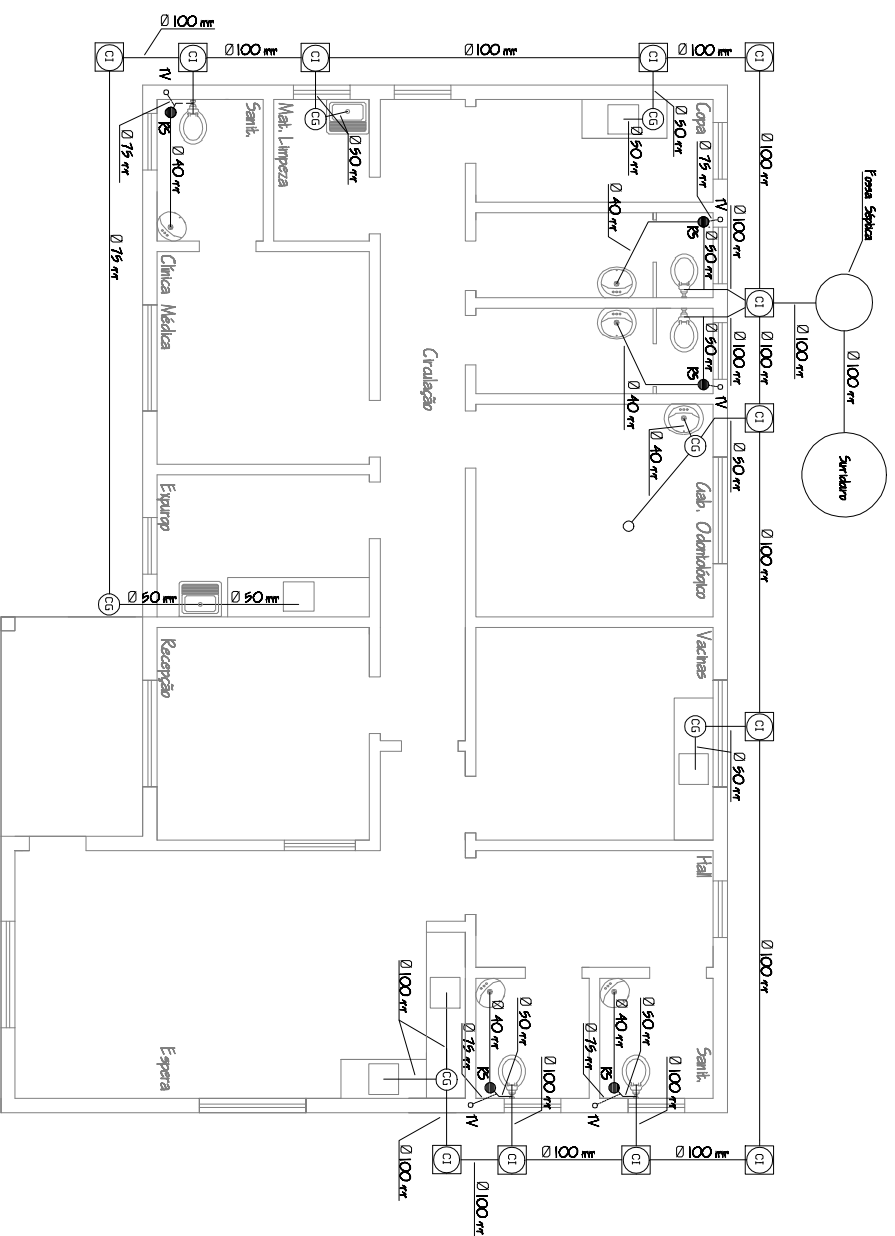 Ø 100 mm
CI
Ø 100 mm
CI
Ø 100 mm
CI
Ø 100 mm
CI
CI
TV
RS
Ø 75 mm
Ø 40 mm
Sanit.
Mat. Limpeza
CG
Ø 50 mm
Copa
CG
Ø 50 mm
Ø 50 mm
Ø 75 mm
Ø 100 mm
Fossa Séptica
TV
RS
Ø 40 mm
Ø 50 mm
Ø 100 mm
CI
Ø 100 mm
Ø 100 mm
Sumidouro
Ø 50 mm
Ø 100 mm
Ø 100 mm
RS
TV
Ø 40 mm
CI
Ø 75 mm
Clínica Médica
Circulação
CG
Ø 40 mm
Ø 50 mm
Gab. Odontológico
Ø 100 mm
Expurgo
CG
Ø 50 mm
Ø 50 mm
Recepção
Vacinas
CG
CI
Ø 50 mm
Hall
Ø 100 mm
Espera
Ø 100 mm
CG
Ø 75 mm
Ø 40 mm
Ø 50 mm
RS
TV
Ø 100 mm
Ø 75 mm
Ø 40 mm
Ø 50 mm
RS
TV
Ø 100 mm
Sanit.
Ø 100 mm
CI
Ø 100 mm
CI
Ø 100 mm
CI
Ø 100 mm
CI